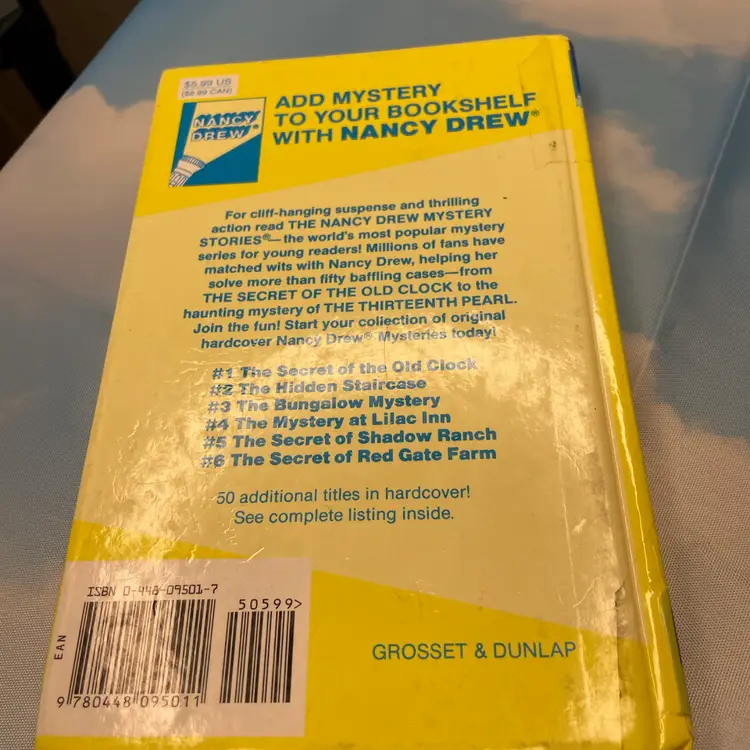 $5.99 US
($6.99 CAN)
NANCY
DREW®
ADD MYSTERY
TO YOUR BOOKSHELF
WITH NANCY DREW®
For cliff-hanging suspense and thrilling
action read THE NANCY DREW MYSTERY
STORIES®—the world's most popular mystery
series for young readers! Millions of fans have
matched wits with Nancy Drew, helping her
solve more than fifty baffling cases—from
THE SECRET OF THE OLD CLOCK to the
haunting mystery of THE THIRTEENTH PEARL.
Join the fun! Start your collection of original
hardcover Nancy Drew® Mysteries today!
#1 The Secret of the Old Clock
#2 The Hidden Staircase
#3 The Bungalow Mystery
#4 The Mystery at Lilac Inn
#5 The Secret of Shadow Ranch
#6 The Secret of Red Gate Farm
50 additional titles in hardcover!
See complete listing inside.
ISBN 0-448-09501-7
50599>
EAN
9 780448 095011
GROSSET & DUNLAP